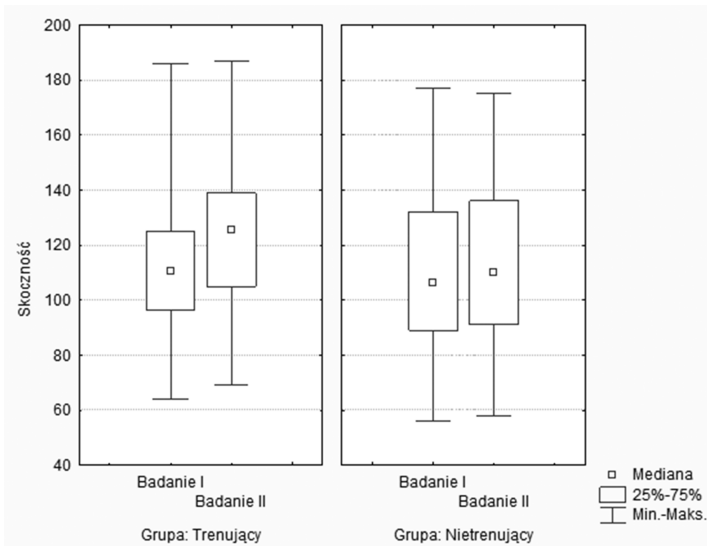 200
180
160
140
120
100
80
60
40
Skoczność
Badanie I
Badanie II
Grupa: Trenujący
Badanie I
Badanie II
Grupa: Nietrenujący
Mediana
25%-75%
Min.-Maks.